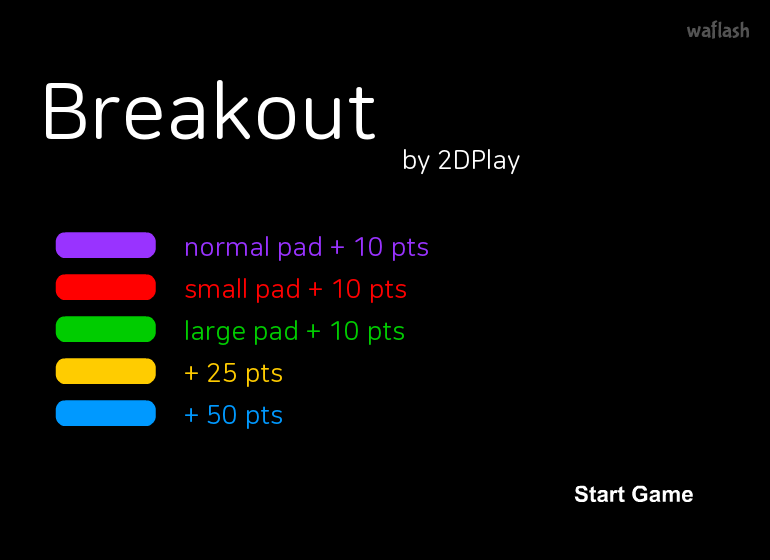 waflash
Breakout
by 2DPlay
normal pad + 10 pts
small pad + 10 pts
large pad + 10 pts
+ 25 pts
+ 50 pts
Start Game